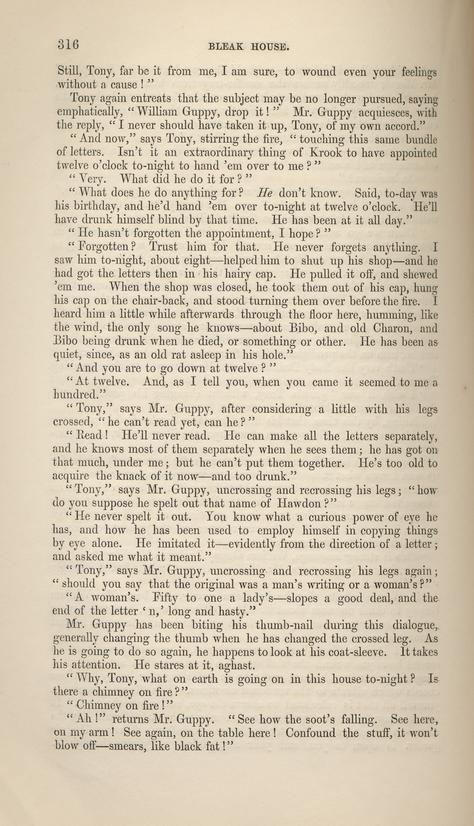 316
BLEAK HOUSE.
Still, Tony, far be it from me, I am sure, to wound even your feelings
without a cause!”
Tony again entreats that the subject may be no longer pursued, saying
emphatically, “William Guppy, drop it!” Mr. Guppy acquiesces, with
the reply, “I never should have taken it up, Tony, of my own accord.”
“And now,” says Tony, stirring the fire, “touching this same bundle
of letters. Isn’t it an extraordinary thing of Krook to have appointed
twelve o’clock to-night to hand ’em over to me?”
“Very. What did he do it for?”
“What does he do anything for? He don’t know. Said, to-day was
his birthday, and he’d hand ’em over to-night at twelve o’clock. He’ll
have drunk himself blind by that time. He has been at it all day.”
“He hasn’t forgotten the appointment, I hope?”
“Forgotten? Trust him for that. He never forgets anything. I
saw him to-night, about eight—helped him to shut up his shop—and he
had got the letters then in his hairy cap. He pulled it off, and shewed
’em me. When the shop was closed, he took them out of his cap, hung
his cap on the chair-back, and stood turning them over before the fire. I
heard him a little while afterwards through the floor here, humming, like
the wind, the only song he knows—about Bibo, and old Charon, and
Bibo being drunk when he died, or something or other. He has been as
quiet, since, as an old rat asleep in his hole.”
“And you are to go down at twelve?”
“At twelve. And, as I tell you, when you came it seemed to me a
hundred.”
“Tony,” says Mr. Guppy, after considering a little with his legs
crossed, “he can’t read yet, can he?”
“Read! He’ll never read. He can make all the letters separately,
and he knows most of them separately when he sees them; he has got on
that much, under me; but he can’t put them together. He’s too old to
acquire the knack of it now—and too drunk.”
“Tony,” says Mr. Guppy, uncrossing and recrossing his legs; “how
do you suppose he spelt out that name of Hawdon?”
“He never spelt it out. You know what a curious power of eye he
has, and how he has been used to employ himself in copying things
by eye alone. He imitated it—evidently from the direction of a letter;
and asked me what it meant.”
“Tony,” says Mr. Guppy, uncrossing and recrossing his legs again;
“should you say that the original was a man’s writing or a woman’s?”
“A woman’s. Fifty to one a lady’s—slopes a good deal, and the
end of the letter ‘n,’ long and hasty.”
Mr. Guppy has been biting his thumb-nail during this dialogue,
generally changing the thumb when he has changed the crossed leg. As
he is going to do so again, he happens to look at his coat-sleeve. It takes
his attention. He stares at it, aghast.
“Why, Tony, what on earth is going on in this house to-night? Is
there a chimney on fire?”
“Chimney on fire!”
“Ah!” returns Mr. Guppy. “See how the soot’s falling. See here,
on my arm! See again, on the table here! Confound the stuff, it won’t
blow off—smears, like black fat!”